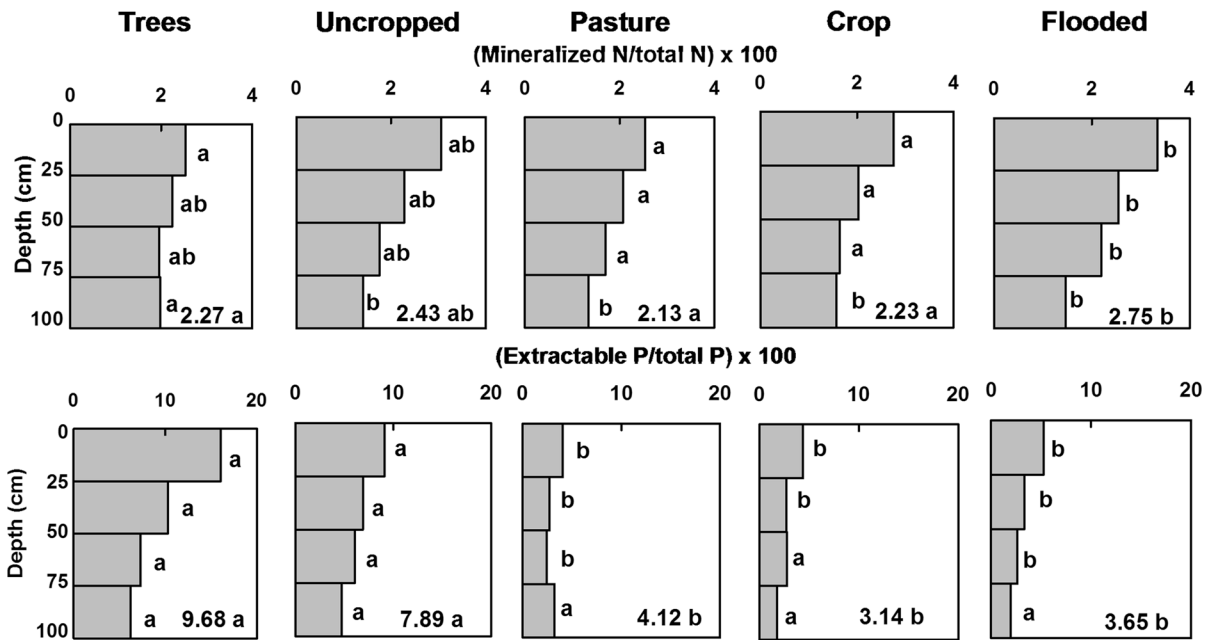 Trees Uncropped Pasture Crop Flooded
(Mineralized N/total N) x 100
0 2 4 0 2 4 0 2 4 0 2 4 0 2 4
Depth (cm)
0 a ab a a b
25 ab ab a a b
50 ab ab a a b
75 a b b b b
100 2.27 a 2.43 ab 2.13 a 2.23 a 2.75 b
(Extractable P/total P) x 100
0 10 20 0 10 20 0 10 20 0 10 20 0 10 20
Depth (cm)
0 a a b b b
25 a a b b b
50 a a b a b
75 a a a a a
100 9.68 a 7.89 a 4.12 b 3.14 b 3.65 b